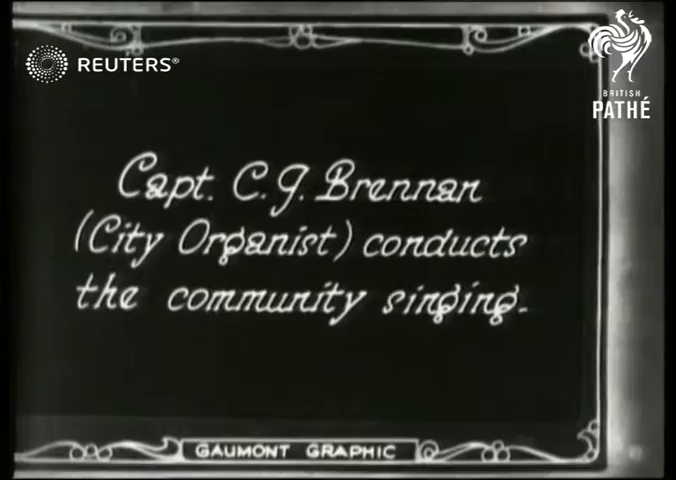 REUTERS®
BRITISH
PATHÉ
Capt. C. G. Brennan
(City Organist) conducts
the community singing.
GAUMONT GRAPHIC